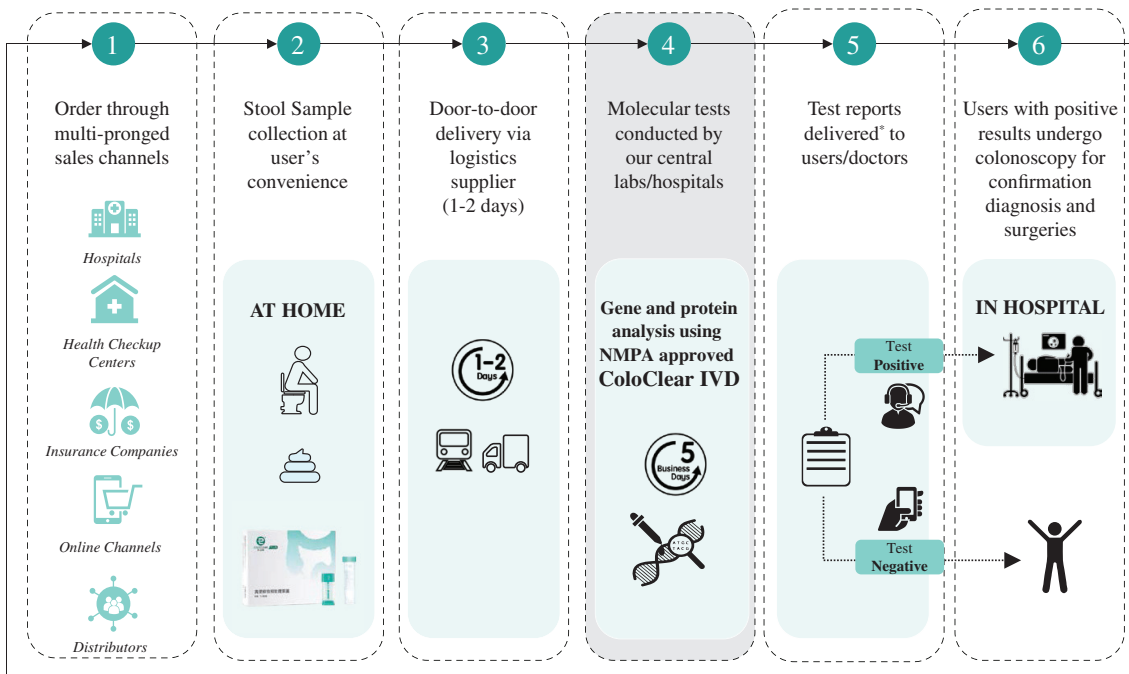 1
Order through
multi-pronged
sales channels
Hospitals
Health Checkup
Centers
Insurance Companies
Online Channels
Distributors
2
Stool Sample
collection at
user's
convenience
AT HOME
3
Door-to-door
delivery via
logistics
supplier
(1-2 days)
1-2
Days
4
Molecular tests
conducted by
our central
labs/hospitals
Gene and protein
analysis using
NMPA approved
ColoClear IVD
5
Business
Days
ATGC
TACG
5
Test reports
delivered* to
users/doctors
Test
Positive
Test
Negative
6
Users with positive
results undergo
colonoscopy for
confirmation
diagnosis and
surgeries
IN HOSPITAL